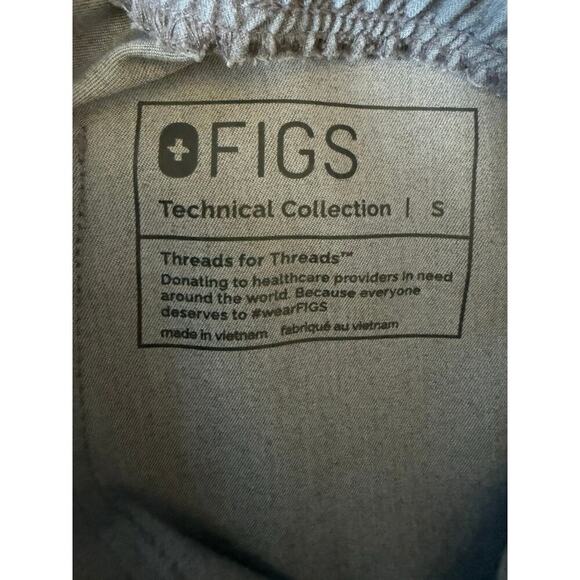 FIGS
Technical Collection | S
Threads for Threads™
Donating to healthcare providers in need
around the world. Because everyone
deserves to #wearFIGS
made in vietnam fabriqué au vietnam